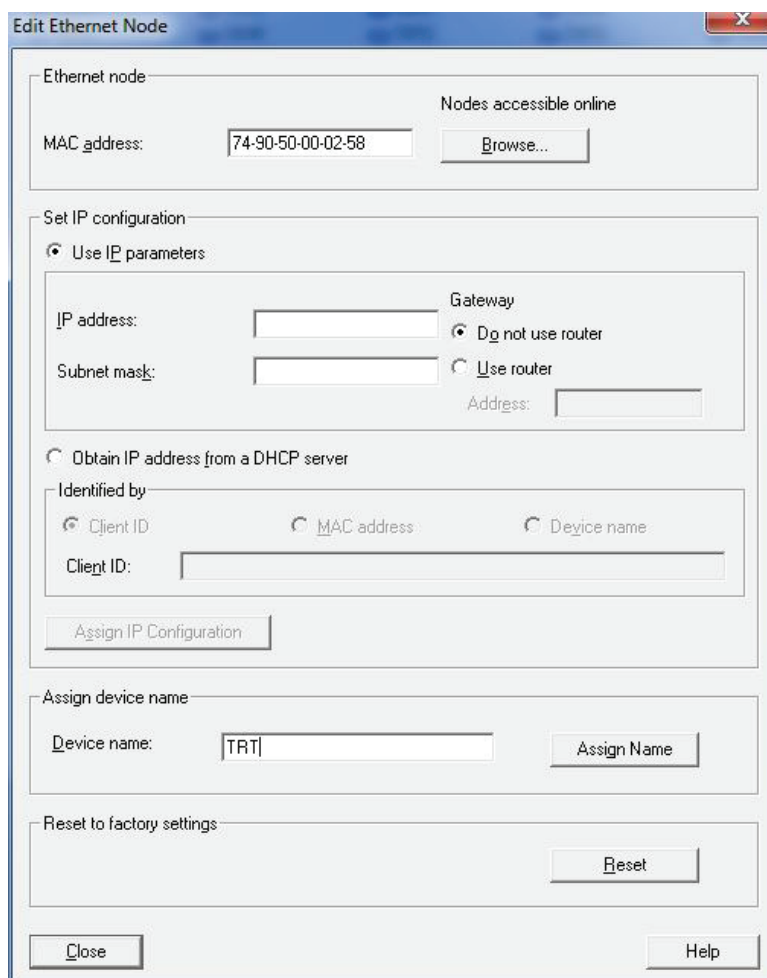 Edit Ethernet Node
Ethernet node
Nodes accessible online
MAC address:
74-90-50-00-02-58
Browse...
Set IP configuration
Use IP parameters
IP address:
Subnet mask:
Gateway
Do not use router
Use router
Address:
Obtain IP address from a DHCP server
Identified by
Client ID
MAC address
Device name
Client ID:
Assign IP Configuration
Assign device name
Device name:
TRT
Assign Name
Reset to factory settings
Reset
Close
Help